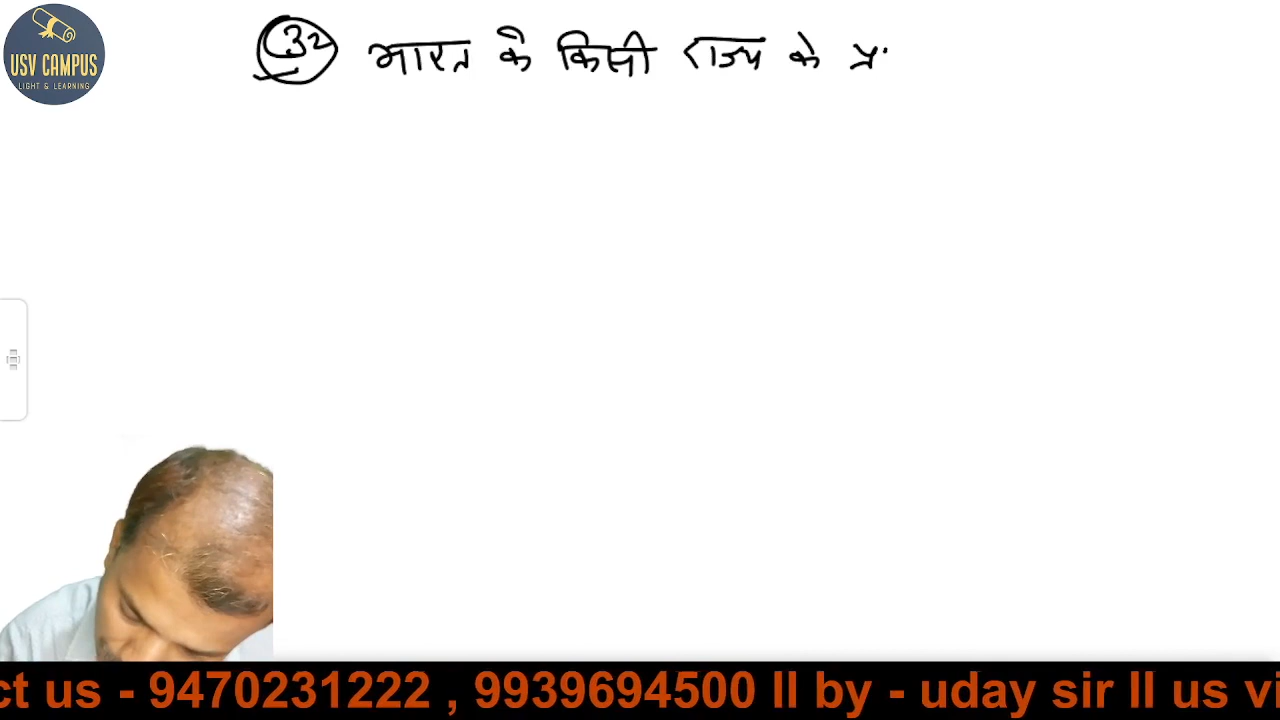 USV CAMPUS
LIGHT & LEARNING
32 भारत के किसी राज्य के प्र
ct us - 9470231222 , 9939694500 ll by - uday sir ll us vi